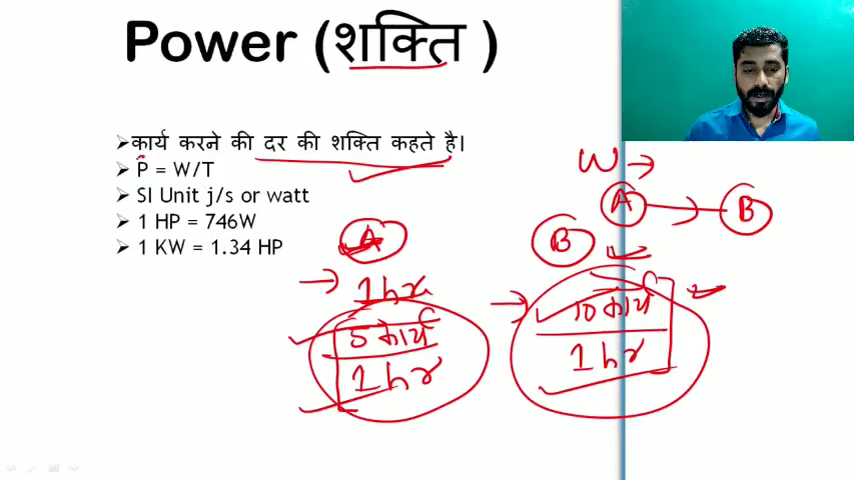 Power (शक्ति )
➢कार्य करने की दर की शक्ति कहते है।
➢ P = W/T
➢ SI Unit j/s or watt
➢ 1 HP = 746W
➢ 1 KW = 1.34 HP
W →
A B
A
1 hr
5 कार्य
1 hr
B
10 कार्य
1 hr